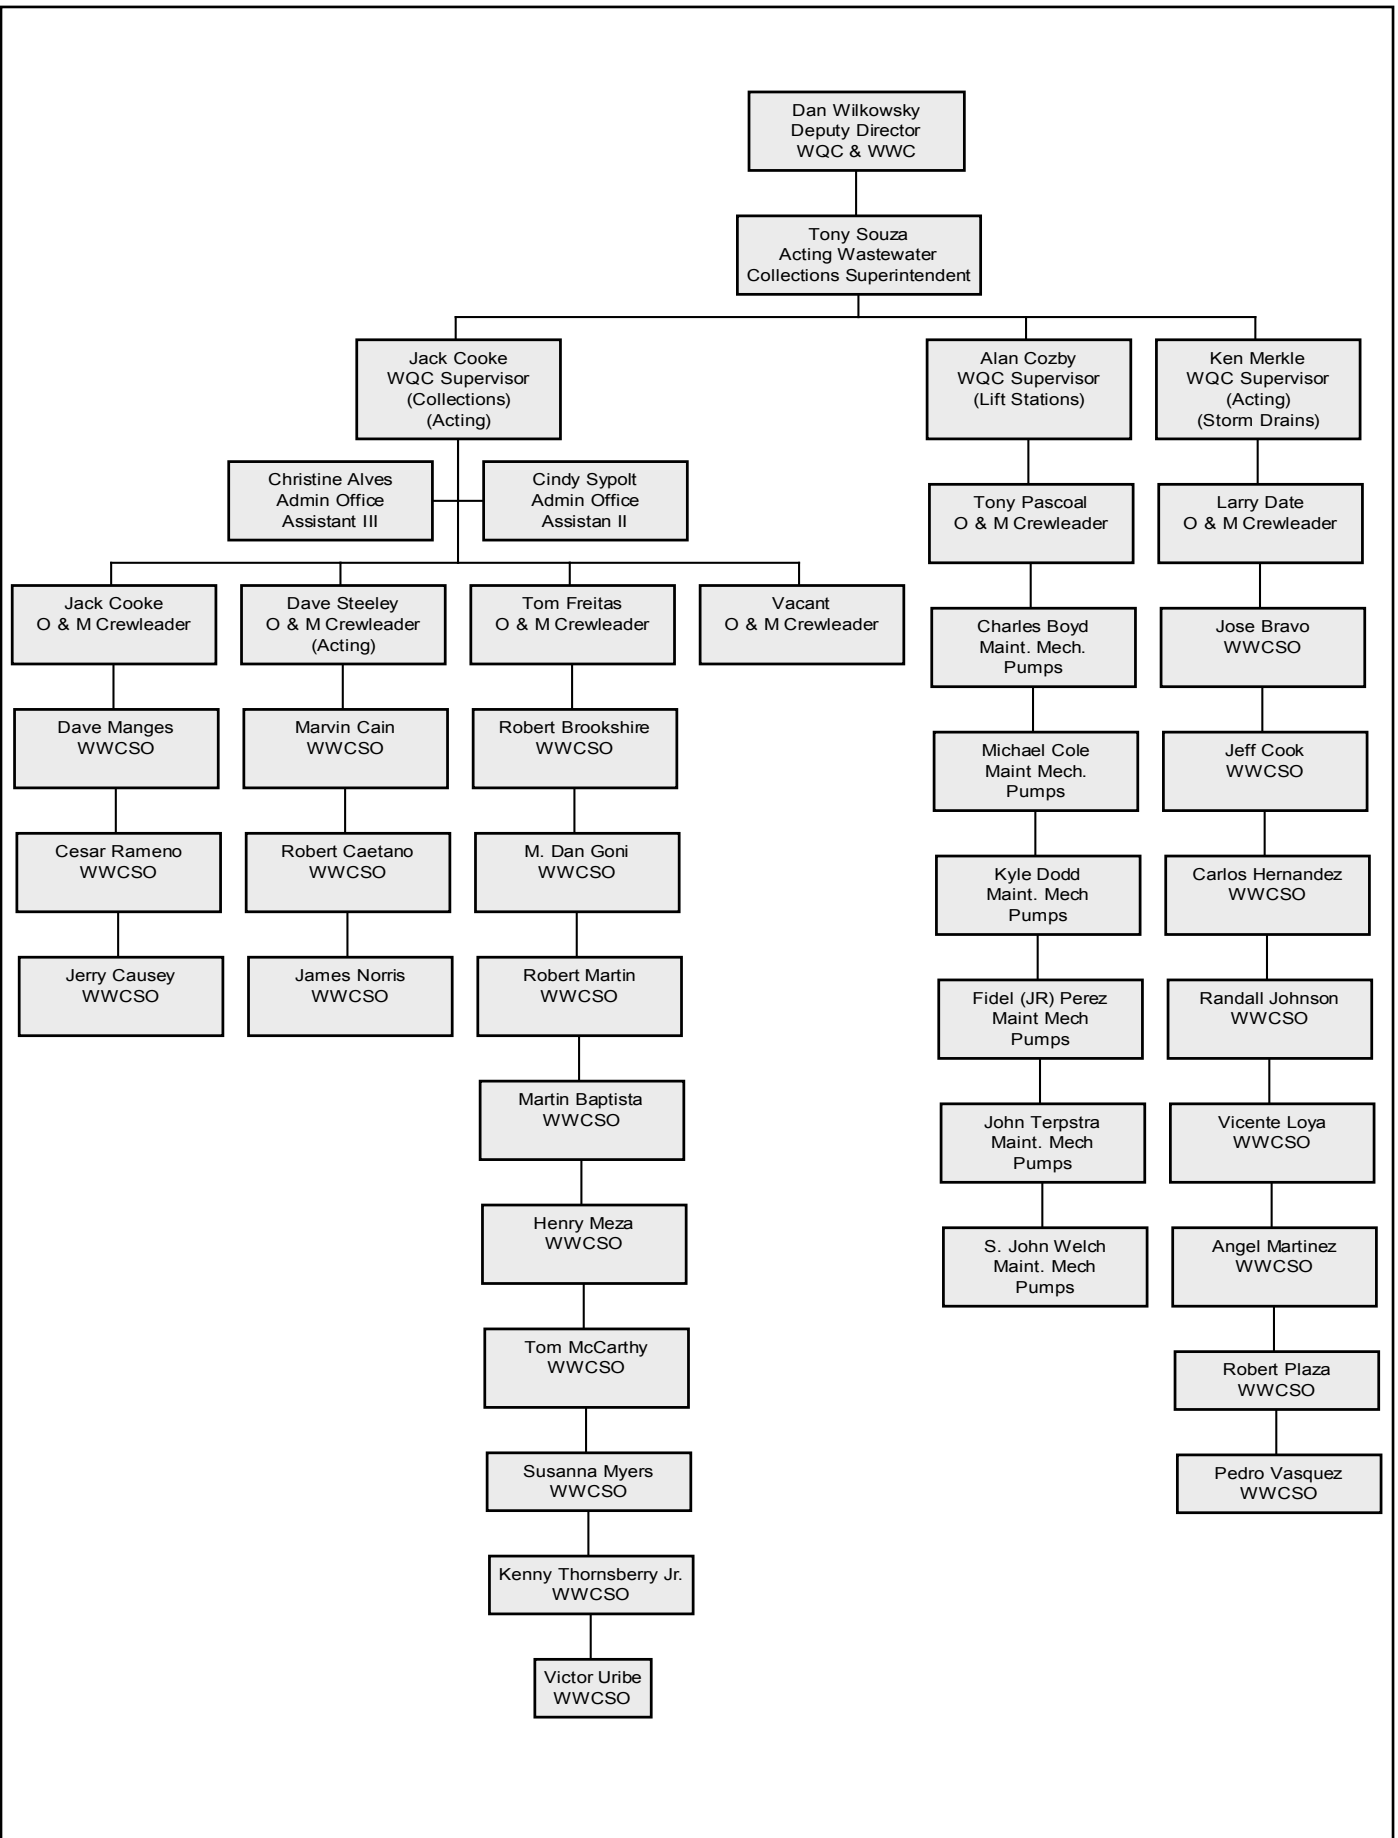 Dan Wilkowsky
Deputy Director
WQC & WWC
Tony Souza
Acting Wastewater
Collections Superintendent
Jack Cooke
WQC Supervisor
(Collections)
(Acting)
Alan Cozby
WQC Supervisor
(Lift Stations)
Ken Merkle
WQC Supervisor
(Acting)
(Storm Drains)
Christine Alves
Admin Office
Assistant III
Cindy Sypolt
Admin Office
Assistan II
Tony Pascoal
O & M Crewleader
Larry Date
O & M Crewleader
Jack Cooke
O & M Crewleader
Dave Steeley
O & M Crewleader
(Acting)
Tom Freitas
O & M Crewleader
Vacant
O & M Crewleader
Charles Boyd
Maint. Mech.
Pumps
Jose Bravo
WWCSO
Dave Manges
WWCSO
Marvin Cain
WWCSO
Robert Brookshire
WWCSO
Michael Cole
Maint Mech.
Pumps
Jeff Cook
WWCSO
Cesar Rameno
WWCSO
Robert Caetano
WWCSO
M. Dan Goni
WWCSO
Kyle Dodd
Maint. Mech
Pumps
Carlos Hernandez
WWCSO
Jerry Causey
WWCSO
James Norris
WWCSO
Robert Martin
WWCSO
Fidel (JR) Perez
Maint Mech
Pumps
Randall Johnson
WWCSO
Martin Baptista
WWCSO
John Terpstra
Maint. Mech
Pumps
Vicente Loya
WWCSO
Henry Meza
WWCSO
S. John Welch
Maint. Mech
Pumps
Angel Martinez
WWCSO
Tom McCarthy
WWCSO
Robert Plaza
WWCSO
Susanna Myers
WWCSO
Pedro Vasquez
WWCSO
Kenny Thornsberry Jr.
WWCSO
Victor Uribe
WWCSO